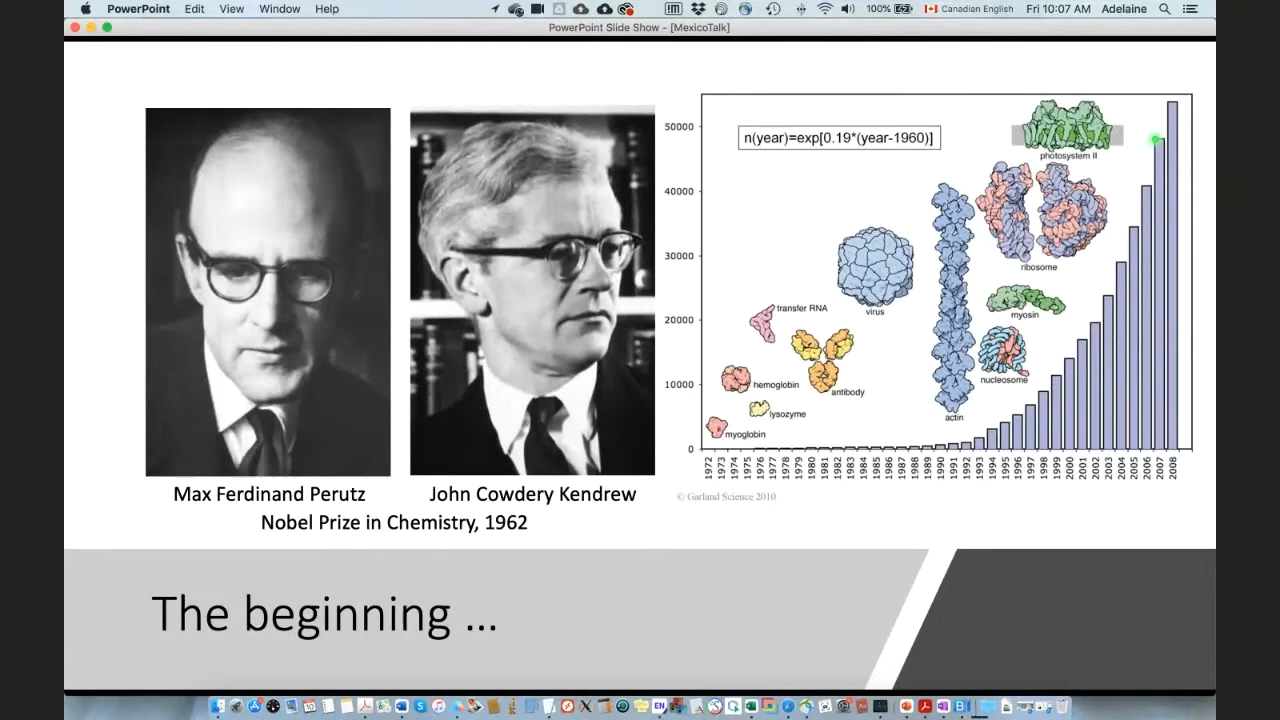 PowerPoint Edit View Window Help 100% Canadian English Fri 10:07 AM Adelaine
PowerPoint Slide Show - [MexicoTalk]
Max Ferdinand Perutz
John Cowdery Kendrew
Nobel Prize in Chemistry, 1962
n(year)=exp[0.19*(year-1960)]
50000
40000
30000
20000
10000
0
photosystem II
ribosome
virus
transfer RNA
myosin
hemoglobin
antibody
nucleosome
lysozyme
actin
myoglobin
1972 1973 1974 1975 1976 1977 1978 1979 1980 1981 1982 1983 1984 1985 1986 1987 1988 1989 1990 1991 1992 1993 1994 1995 1996 1997 1998 1999 2000 2001 2002 2003 2004 2005 2006 2007 2008
© Garland Science 2010
The beginning ...